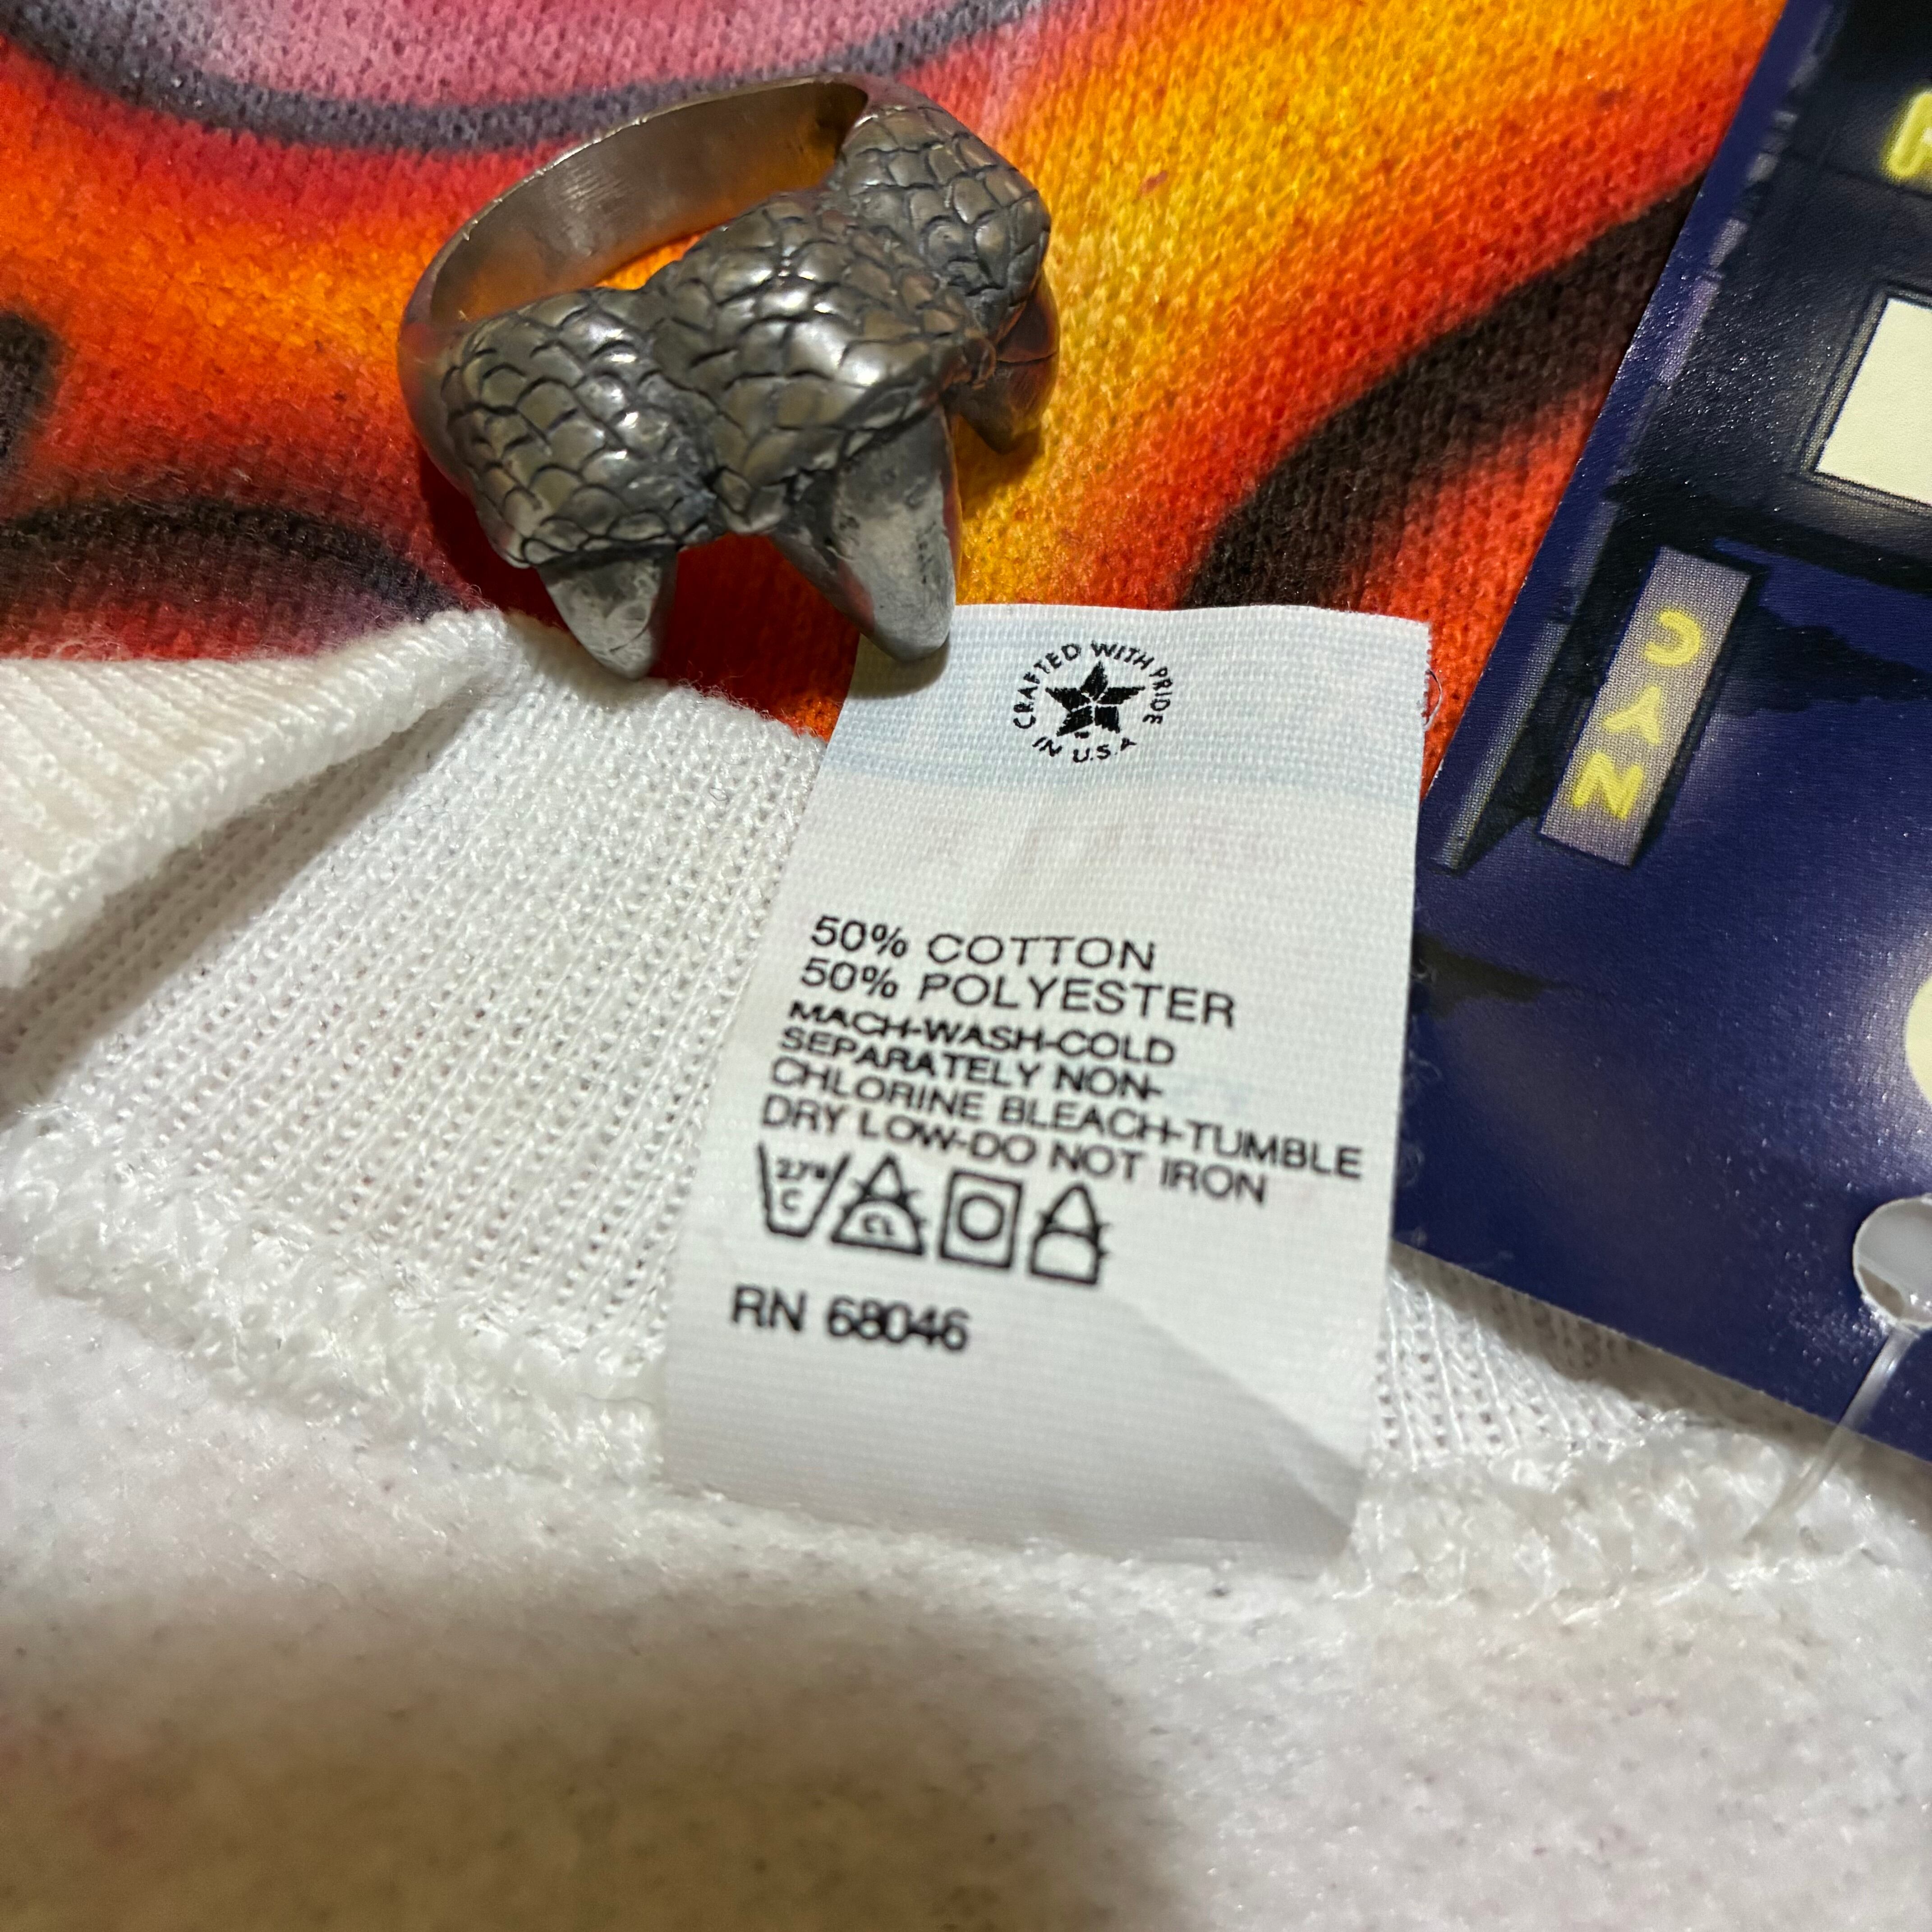 CRAFTED WITH PRIDE
IN U.S.A
50% COTTON
50% POLYESTER
MACH-WASH-COLD
SEPARATELY NON-
CHLORINE BLEACH-TUMBLE
DRY LOW-DO NOT IRON
CL
C
RN 68046